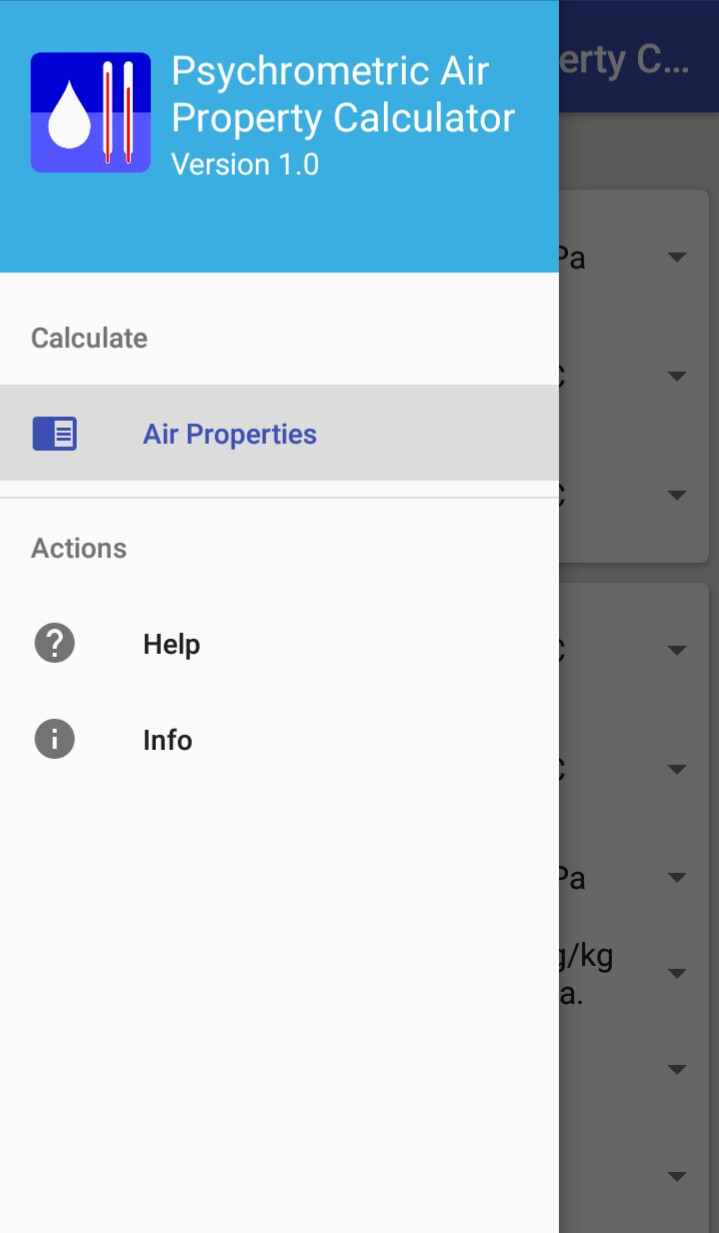 Psychrometric Air
Property Calculator
Version 1.0
erty C...
Calculate
Air Properties
Actions
Help
Info
Pa
C
C
C
C
Pa
g/kg
a.